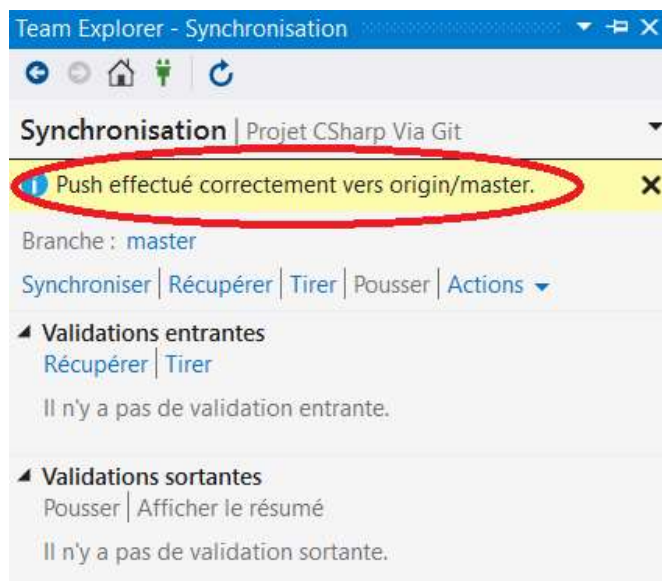 Team Explorer - Synchronisation
Synchronisation | Projet CSharp Via Git
Push effectué correctement vers origin/master.
Branche : master
Synchroniser | Récupérer | Tirer | Pousser | Actions
Validations entrantes
Récupérer | Tirer
Il n'y a pas de validation entrante.
Validations sortantes
Pousser | Afficher le résumé
Il n'y a pas de validation sortante.